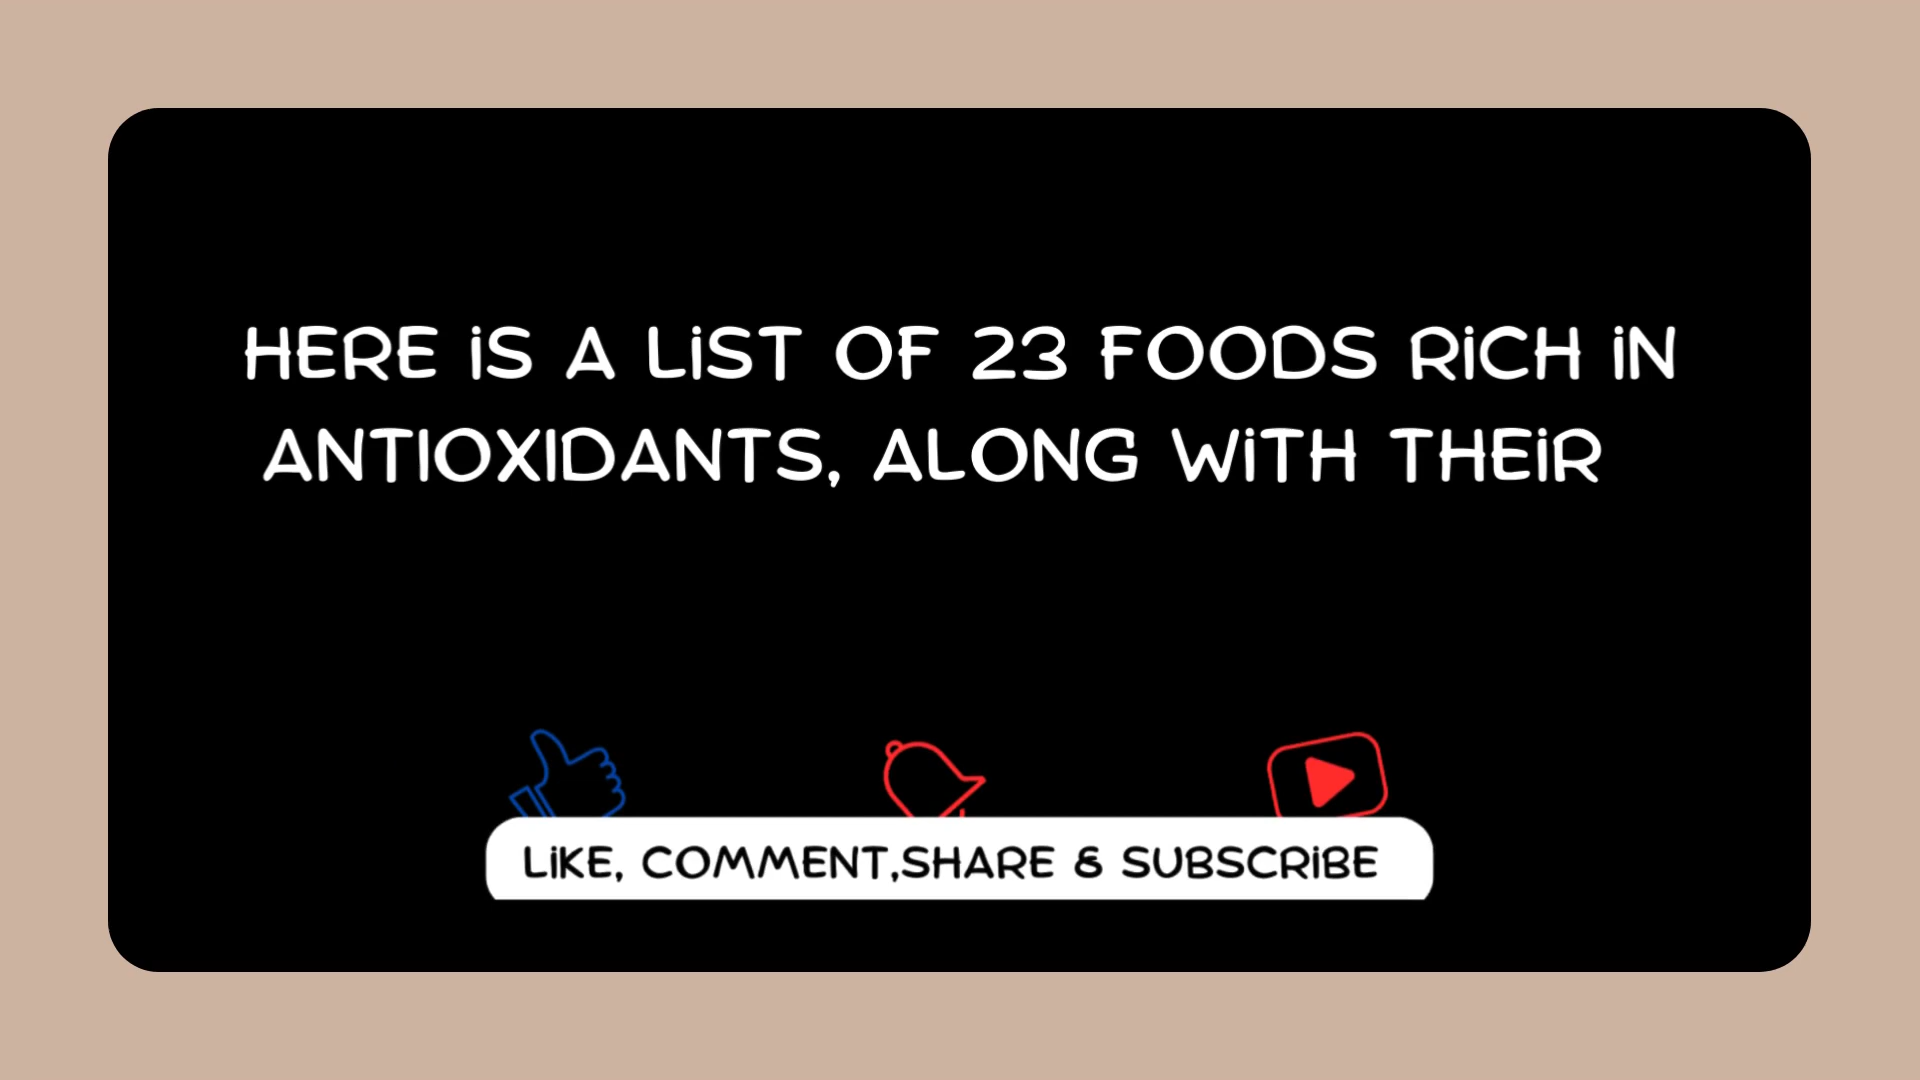 HERE IS A LIST OF 23 FOODS RICH IN
ANTIOXIDANTS, ALONG WITH THEIR
LIKE, COMMENT,SHARE & SUBSCRIBE